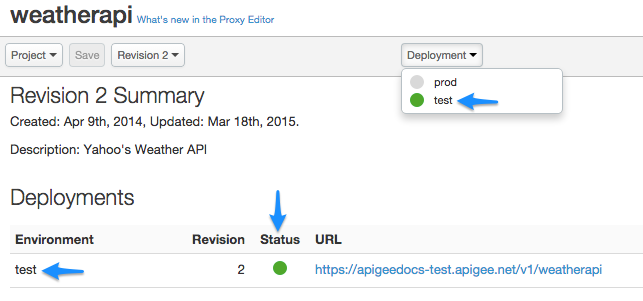 weatherapi What's new in the Proxy Editor
Project Save Revision 2 Deployment
prod
test
Revision 2 Summary
Created: Apr 9th, 2014, Updated: Mar 18th, 2015.
Description: Yahoo's Weather API
Deployments
Environment Revision Status URL
test 2 https://apigeedocs-test.apigee.net/v1/weatherapi